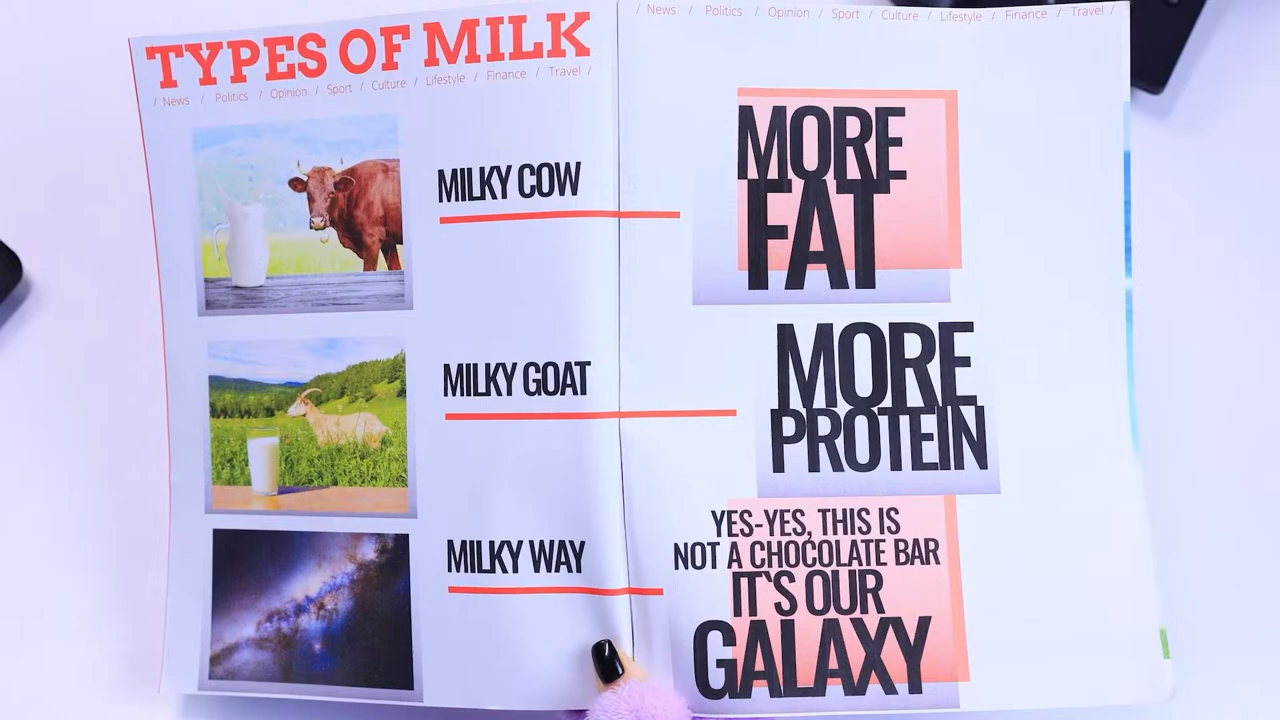 TYPES OF MILK
/ News / Politics / Opinion / Sport / Culture / Lifestyle / Finance / Travel /
MILKY COW
MILKY GOAT
MILKY WAY
/ News / Politics / Opinion / Sport / Culture / Lifestyle / Finance / Travel /
MORE
FAT
MORE
PROTEIN
YES-YES, THIS IS
NOT A CHOCOLATE BAR
IT'S OUR
GALAXY